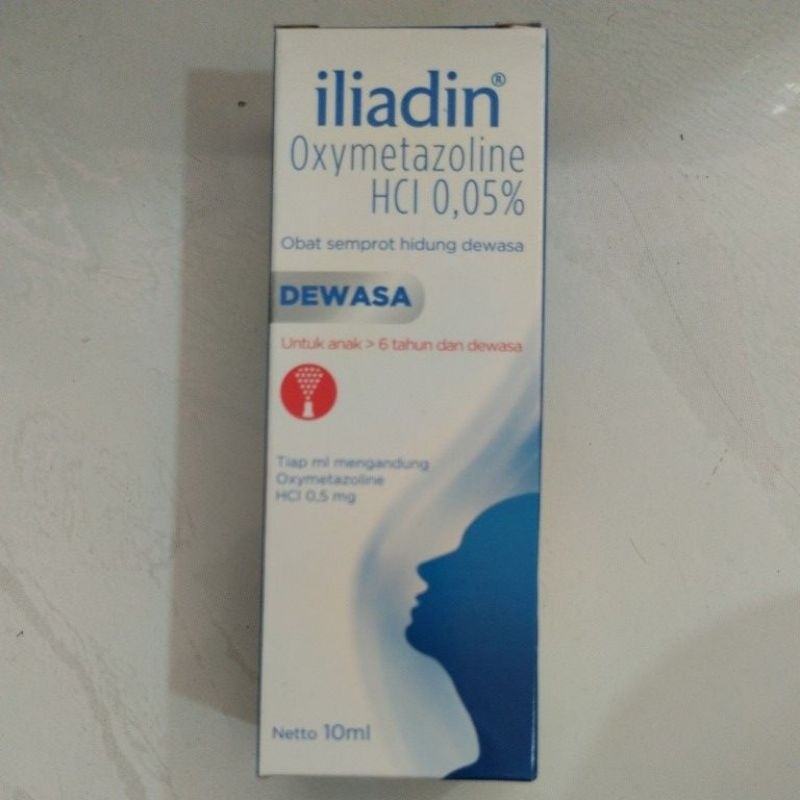 iliadin®
Oxymetazoline
HCl 0,05%
Obat semprot hidung dewasa
DEWASA
Untuk anak > 6 tahun dan dewasa
Tiap ml mengandung
Oxymetazoline
HCl 0,5 mg
Netto 10ml